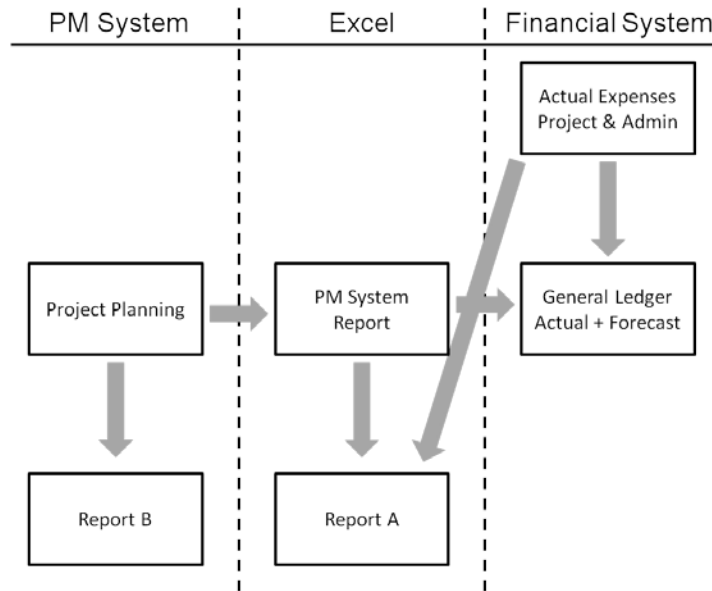 PM System
Excel
Financial System
Actual Expenses
Project & Admin
Project Planning
PM System
Report
General Ledger
Actual + Forecast
Report B
Report A